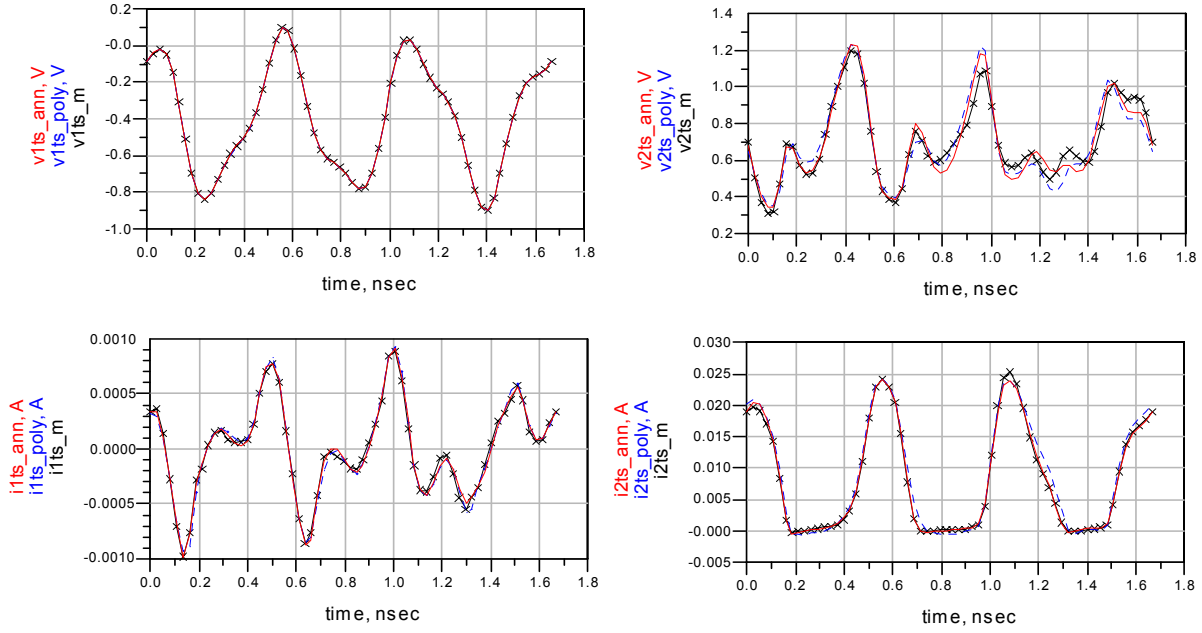 0.2
-0.0
-0.2
-0.4
-0.6
-0.8
-1.0
v1ts_ann, V
v1ts_poly, V
v1ts_m
0.0 0.2 0.4 0.6 0.8 1.0 1.2 1.4 1.6 1.8
time, nsec
1.4
1.2
1.0
0.8
0.6
0.4
0.2
v2ts_ann, V
v2ts_poly, V
v2ts_m
0.0 0.2 0.4 0.6 0.8 1.0 1.2 1.4 1.6 1.8
time, nsec
0.0010
0.0005
0.0000
-0.0005
-0.0010
i1ts_ann, A
i1ts_poly, A
i1ts_m
0.0 0.2 0.4 0.6 0.8 1.0 1.2 1.4 1.6 1.8
time, nsec
0.030
0.025
0.020
0.015
0.010
0.005
-0.000
-0.005
i2ts_ann, A
i2ts_poly, A
i2ts_m
0.0 0.2 0.4 0.6 0.8 1.0 1.2 1.4 1.6 1.8
time, nsec